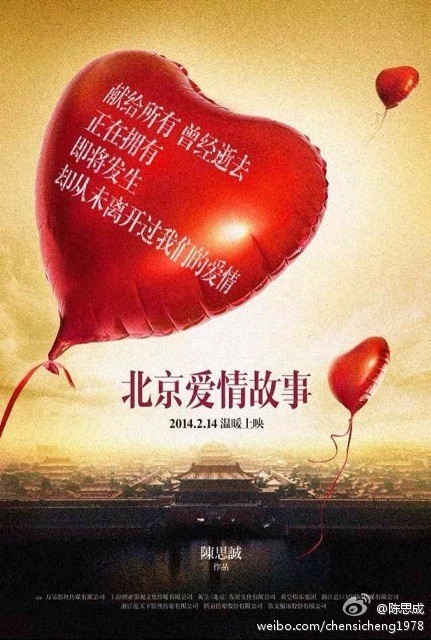 献给所有 曾经逝去
正在拥有
即将发生
却从未离开过我们的爱情
北京爱情故事
2014.2.14 温暖上映
陳思誠
作品
@陈思成
weibo.com/chensicheng1978